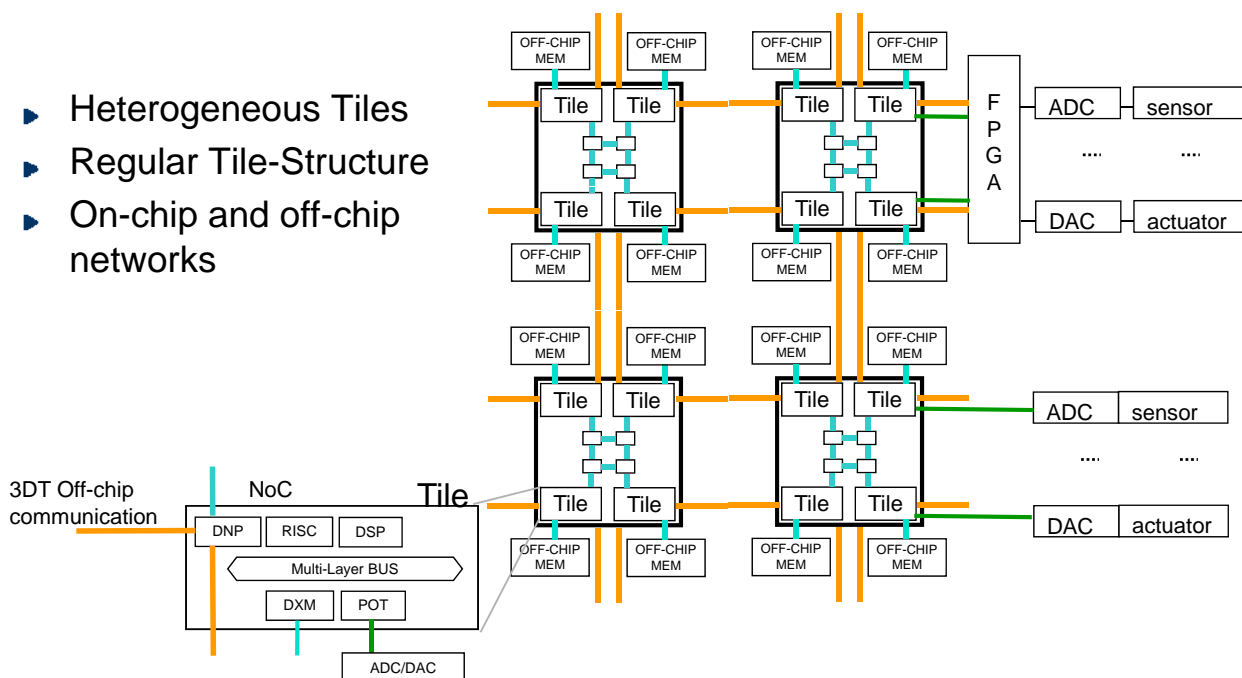 Heterogeneous Tiles
Regular Tile-Structure
On-chip and off-chip
networks
OFF-CHIP
MEM
OFF-CHIP
MEM
OFF-CHIP
MEM
OFF-CHIP
MEM
Tile
Tile
Tile
Tile
Tile
Tile
Tile
Tile
OFF-CHIP
MEM
OFF-CHIP
MEM
OFF-CHIP
MEM
OFF-CHIP
MEM
F
P
G
A
ADC
sensor
....
....
DAC
actuator
OFF-CHIP
MEM
OFF-CHIP
MEM
OFF-CHIP
MEM
OFF-CHIP
MEM
Tile
Tile
Tile
Tile
Tile
Tile
Tile
Tile
OFF-CHIP
MEM
OFF-CHIP
MEM
OFF-CHIP
MEM
OFF-CHIP
MEM
ADC
sensor
....
....
DAC
actuator
3DT Off-chip
communication
NoC
Tile
DNP
RISC
DSP
Multi-Layer BUS
DXM
POT
ADC/DAC